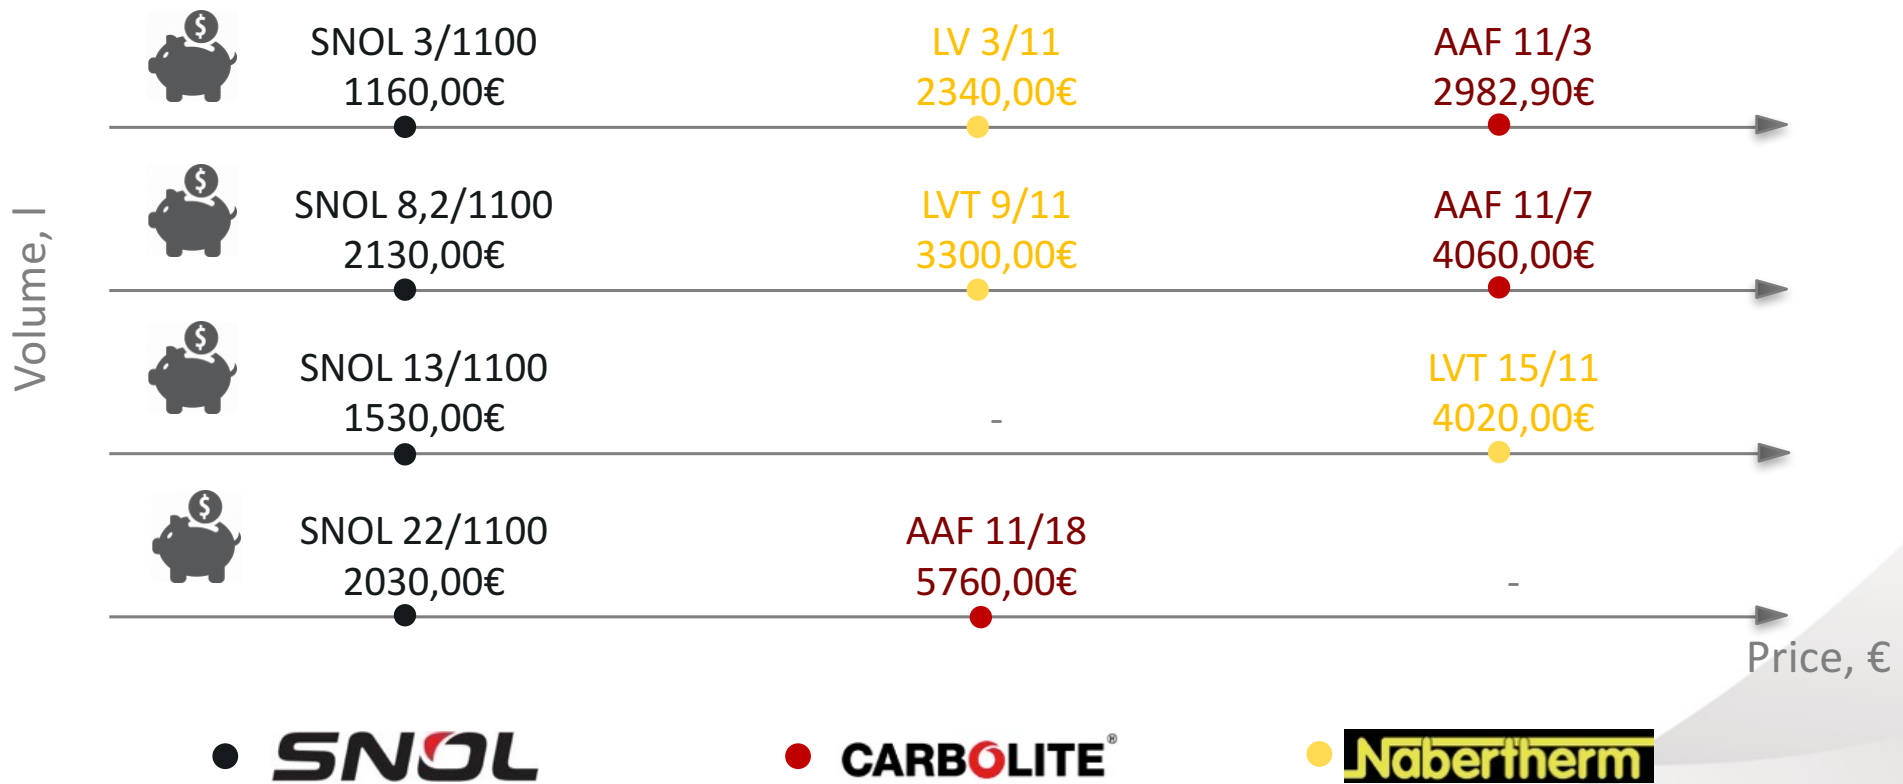 SNOL 3/1100
1160,00€
LV 3/11
2340,00€
AAF 11/3
2982,90€
SNOL 8,2/1100
2130,00€
LVT 9/11
3300,00€
AAF 11/7
4060,00€
Volume, l
SNOL 13/1100
1530,00€
-
LVT 15/11
4020,00€
SNOL 22/1100
2030,00€
AAF 11/18
5760,00€
-
Price, €
SNOL
CARBOLITE®
Nabertherm